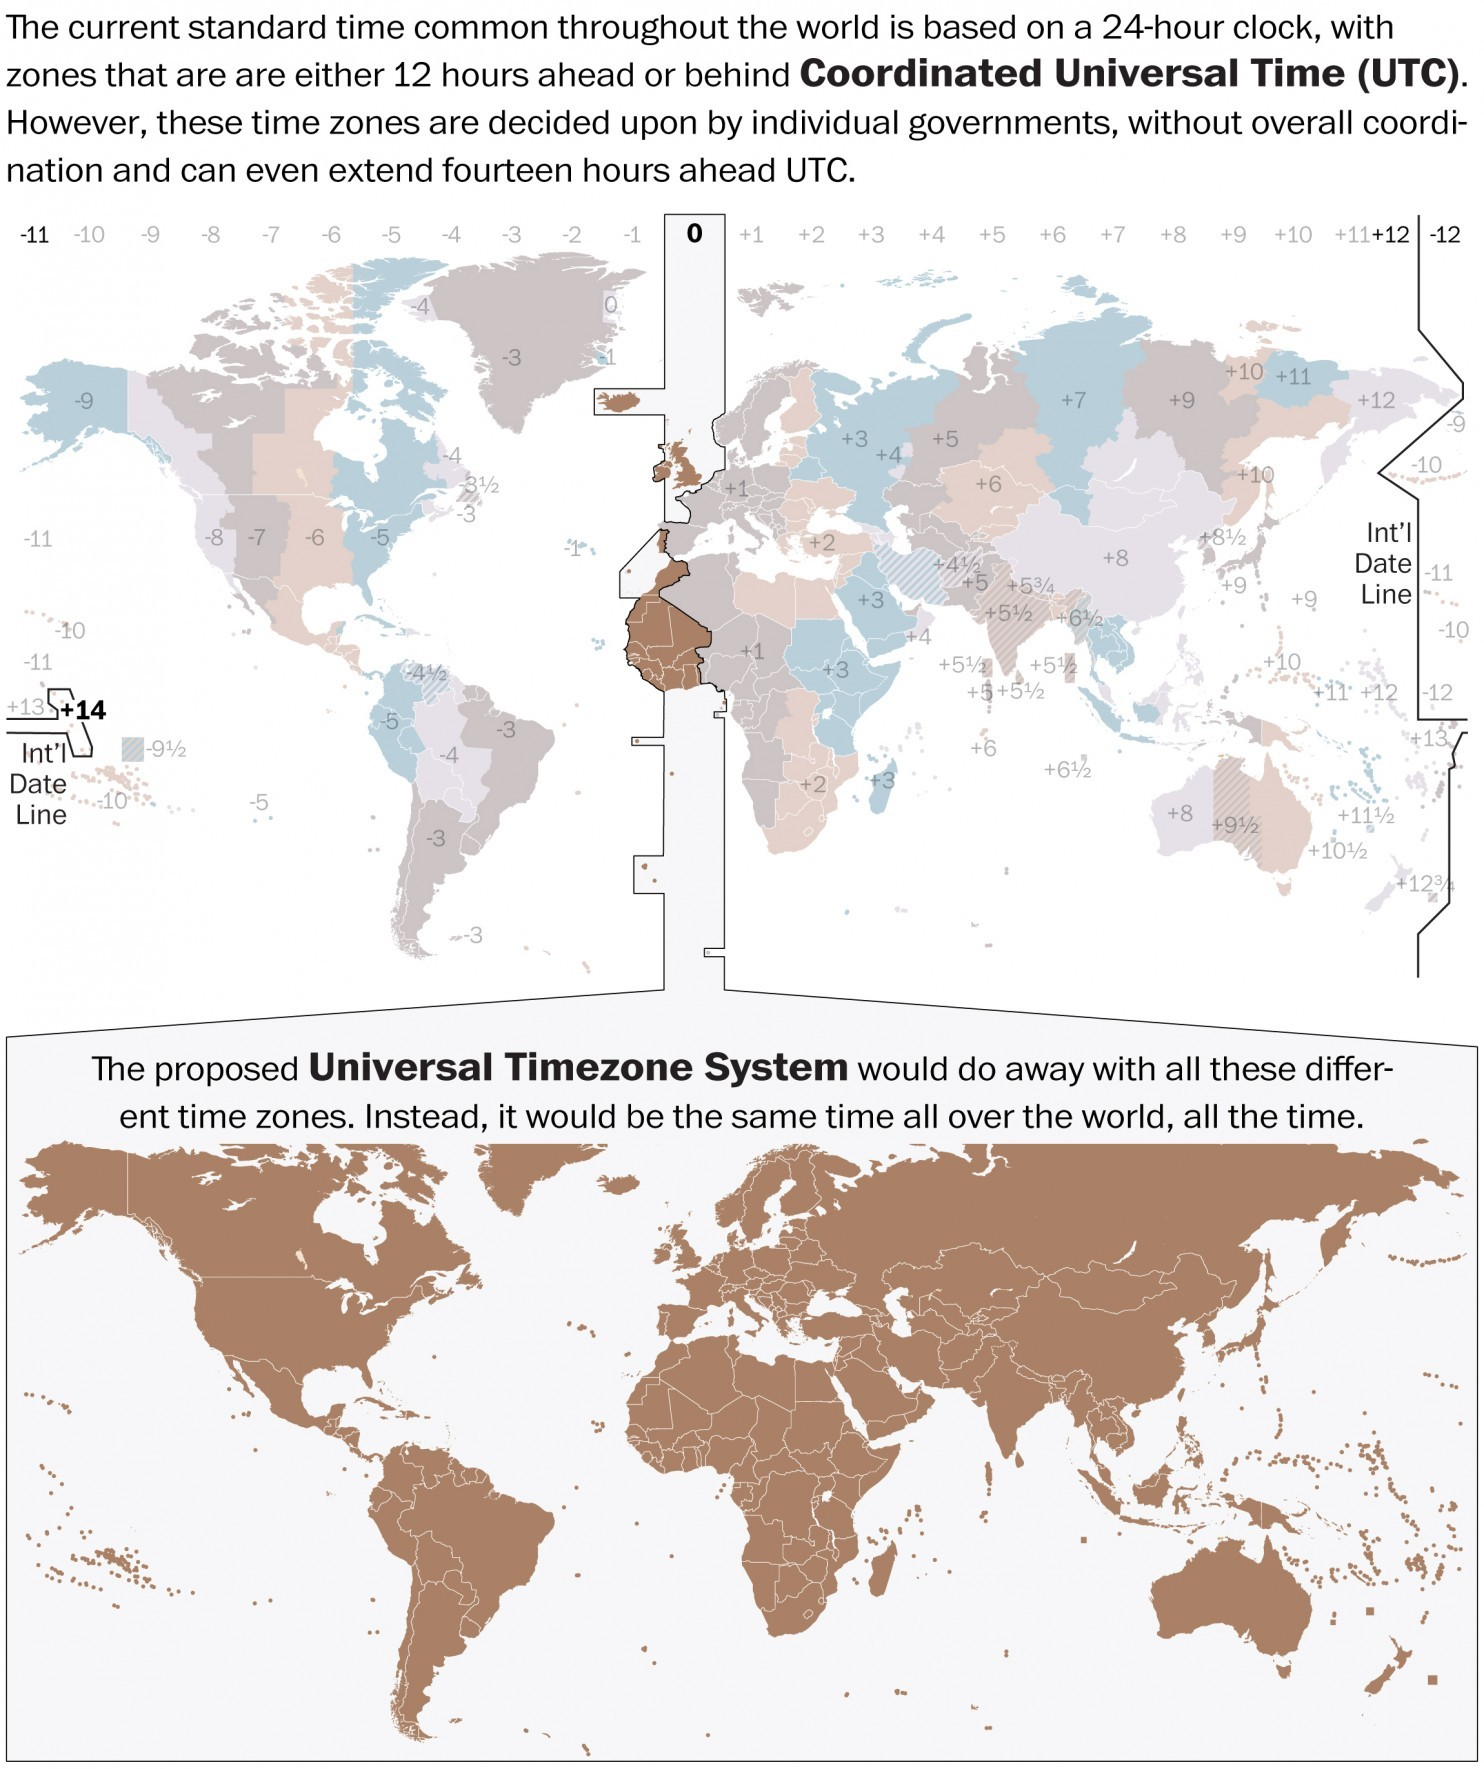 The current standard time common throughout the world is based on a 24-hour clock, with
zones that are are either 12 hours ahead or behind Coordinated Universal Time (UTC).
However, these time zones are decided upon by individual governments, without overall coordi-
nation and can even extend fourteen hours ahead UTC.
-11 -10 -9 -8 -7 -6 -5 -4 -3 -2 -1 0 +1 +2 +3 +4 +5 +6 +7 +8 +9 +10 +11 +12 -12
-4 0
-3 -1
+10 +11
-9 +7 +9 +12
-9
+3 +5
-4 +4
-10
+10
3½ +1 +6
-3
-11 -8 -7 -6 -5 -1 +2 +8½ Int'l
+4½ +8 Date
+5 +5¾ +9 -11
+3 +5½ +9 Line
+6½
-10 +4 -10
+1
-11 -4½ +3 +5½ +5½ +10
+5 +5½ +11 +12 -12
+13 +14
-5 -3
Int'l -9½ -4 +6 +13
Date +6½
Line -10 -5 +2 +3
+8 +9½ +11½
-3 +10½
+12¾
-3
The proposed Universal Timezone System would do away with all these differ-
ent time zones. Instead, it would be the same time all over the world, all the time.